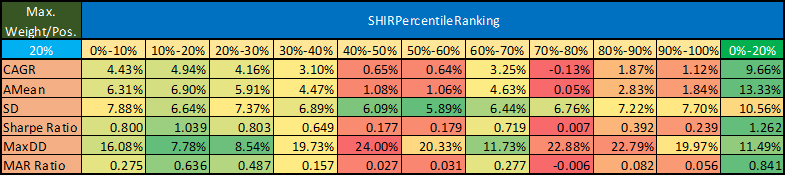 Max. Weight/Pos. SHIRPercentileRanking
20% 0%-10% 10%-20% 20%-30% 30%-40% 40%-50% 50%-60% 60%-70% 70%-80% 80%-90% 90%-100% 0%-20%
CAGR 4.43% 4.94% 4.16% 3.10% 0.65% 0.64% 3.25% -0.13% 1.87% 1.12% 9.66%
AMean 6.31% 6.90% 5.91% 4.47% 1.08% 1.06% 4.63% 0.05% 2.83% 1.84% 13.33%
SD 7.88% 6.64% 7.37% 6.89% 6.09% 5.89% 6.44% 6.76% 7.22% 7.70% 10.56%
Sharpe Ratio 0.800 1.039 0.803 0.649 0.177 0.179 0.719 0.007 0.392 0.239 1.262
MaxDD 16.08% 7.78% 8.54% 19.73% 24.00% 20.33% 11.73% 22.88% 22.79% 19.97% 11.49%
MAR Ratio 0.275 0.636 0.487 0.157 0.027 0.031 0.277 -0.006 0.082 0.056 0.841